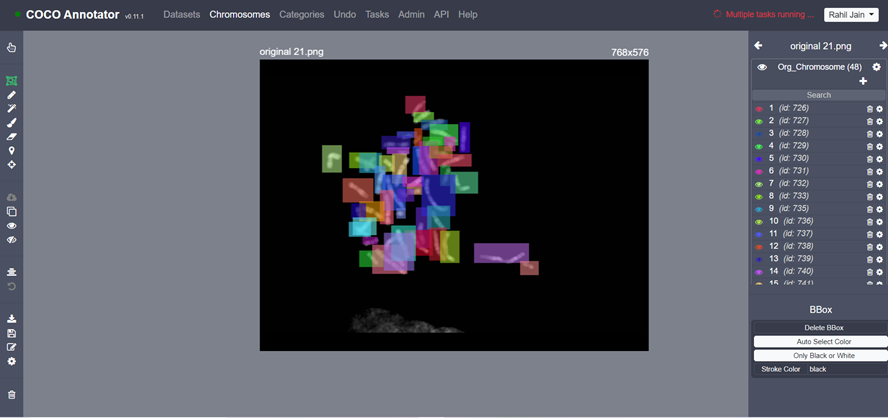 COCO Annotator v0.11.1 Datasets Chromosomes Categories Undo Tasks Admin API Help Multiple tasks running ... Rahil Jain
original 21.png 768x576
original 21.png
Org_Chromosome (48)
Search
1 (id: 726)
2 (id: 727)
3 (id: 728)
4 (id: 729)
5 (id: 730)
6 (id: 731)
7 (id: 732)
8 (id: 733)
9 (id: 735)
10 (id: 736)
11 (id: 737)
12 (id: 738)
13 (id: 739)
14 (id: 740)
15 (id: 741)
BBox
Delete BBox
Auto Select Color
Only Black or White
Stroke Color black